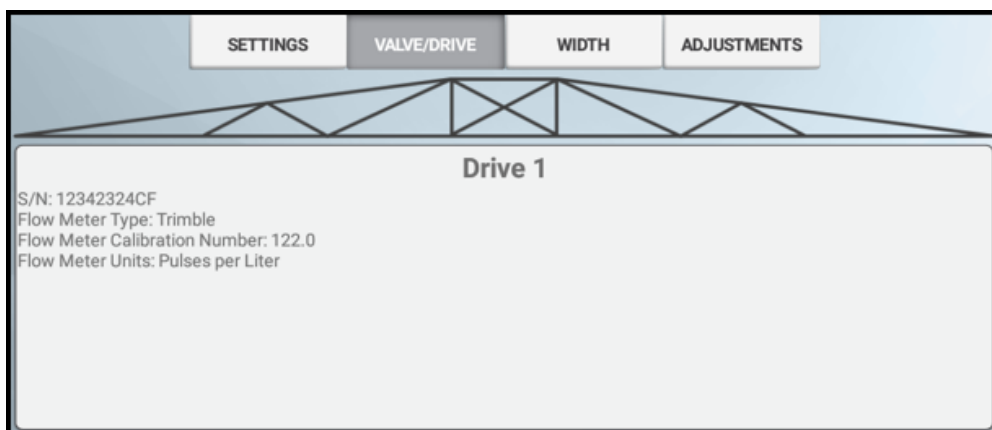 SETTINGS VALVE/DRIVE WIDTH ADJUSTMENTS
Drive 1
S/N: 12342324CF
Flow Meter Type: Trimble
Flow Meter Calibration Number: 122.0
Flow Meter Units: Pulses per Liter